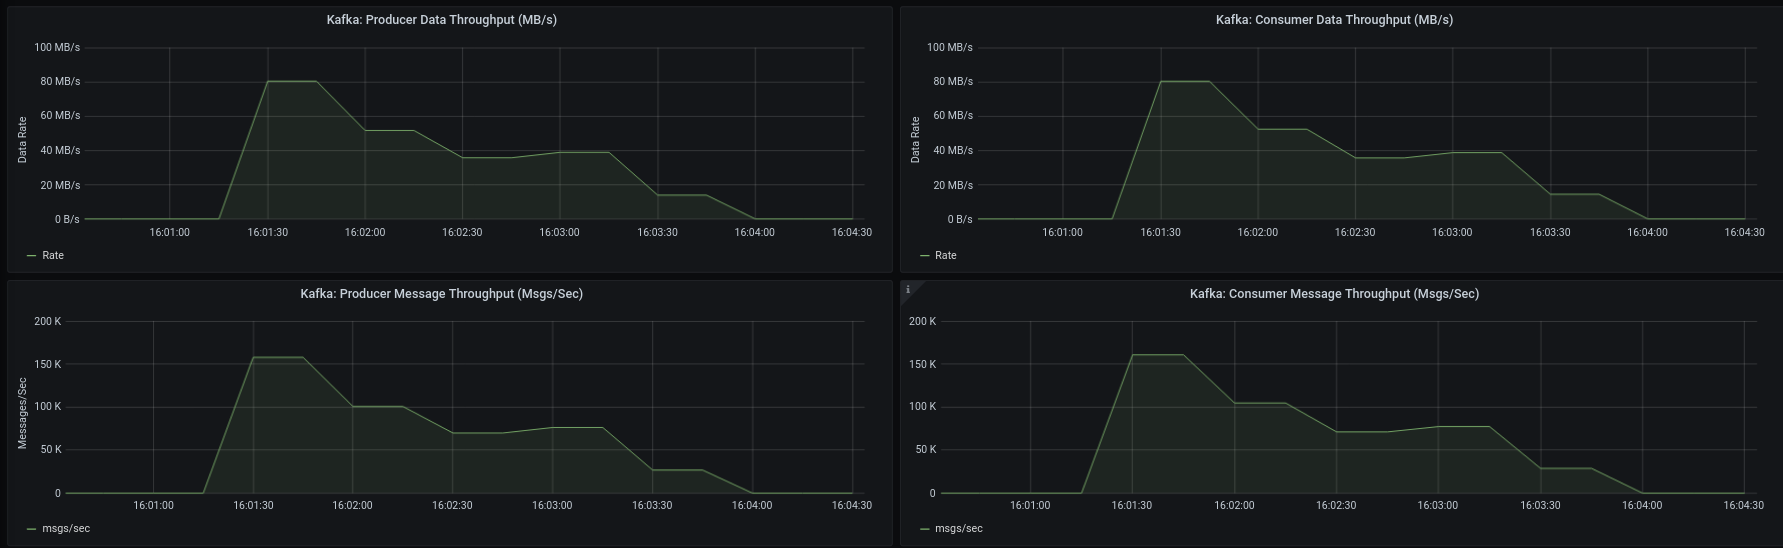 Kafka: Producer Data Throughput (MB/s)
100 MB/s
80 MB/s
60 MB/s
40 MB/s
20 MB/s
0 B/s
Data Rate
16:01:00 16:01:30 16:02:00 16:02:30 16:03:00 16:03:30 16:04:00 16:04:30
Rate
Kafka: Consumer Data Throughput (MB/s)
100 MB/s
80 MB/s
60 MB/s
40 MB/s
20 MB/s
0 B/s
Data Rate
16:01:00 16:01:30 16:02:00 16:02:30 16:03:00 16:03:30 16:04:00 16:04:30
Rate
Kafka: Producer Message Throughput (Msgs/Sec)
200 K
150 K
100 K
50 K
0
Messages/Sec
16:01:00 16:01:30 16:02:00 16:02:30 16:03:00 16:03:30 16:04:00 16:04:30
msgs/sec
i
Kafka: Consumer Message Throughput (Msgs/Sec)
200 K
150 K
100 K
50 K
0
16:01:00 16:01:30 16:02:00 16:02:30 16:03:00 16:03:30 16:04:00 16:04:30
msgs/sec